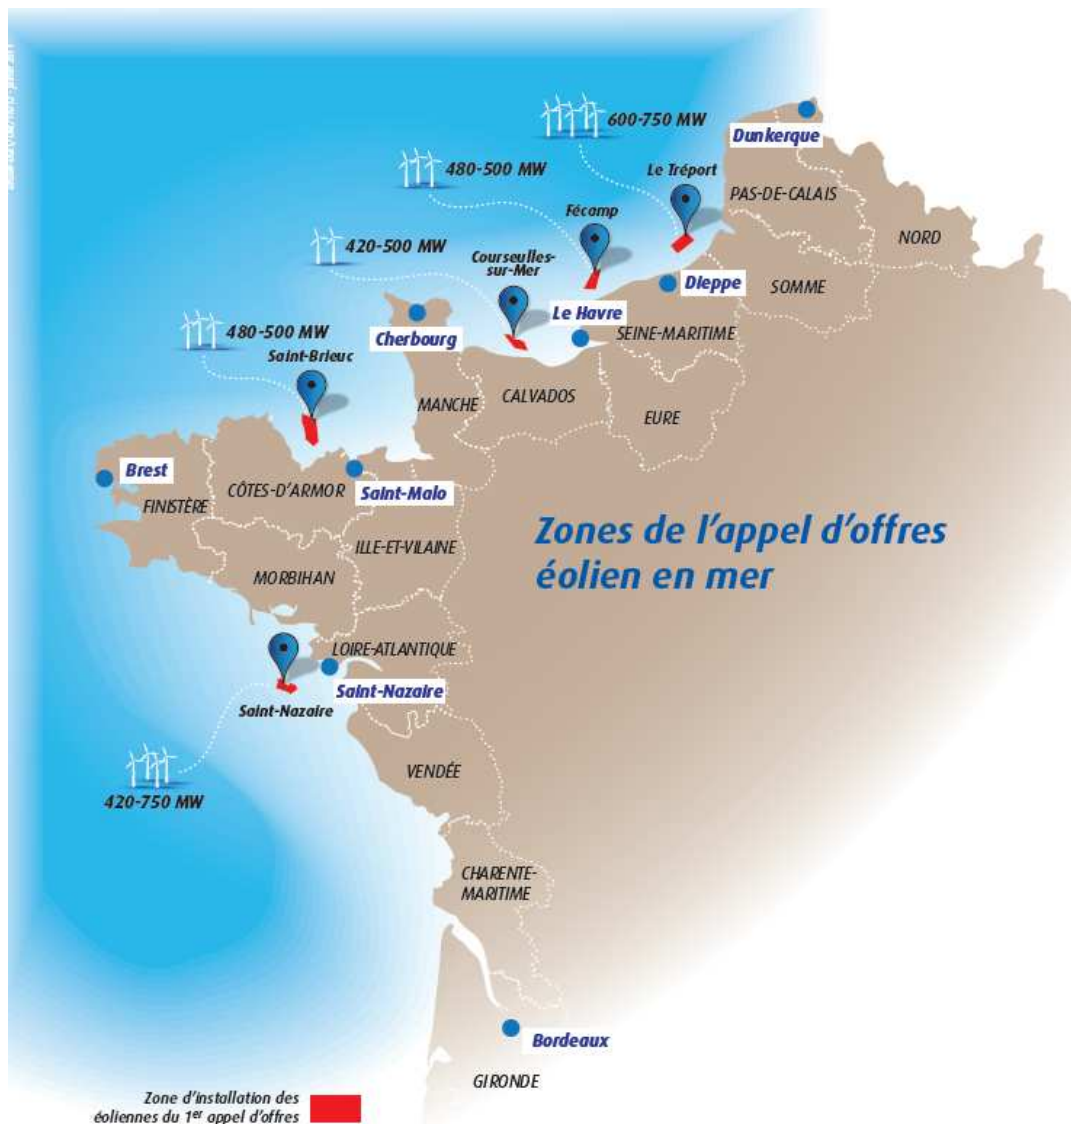 600-750 MW
Dunkerque
480-500 MW
Le Tréport
PAS-DE-CALAIS
Fécamp
NORD
420-500 MW
Courseulles-
sur-Mer
Dieppe
SOMME
Le Havre
480-500 MW
Cherbourg
SEINE-MARITIME
Saint-Brieuc
MANCHE
CALVADOS
EURE
Brest
CÔTES-D'ARMOR
Saint-Malo
FINISTÈRE
Zones de l'appel d'offres
éolien en mer
ILLE-ET-VILAINE
MORBIHAN
LOIRE-ATLANTIQUE
Saint-Nazaire
Saint-Nazaire
VENDÉE
420-750 MW
CHARENTE-
MARITIME
Bordeaux
GIRONDE
Zone d'installation des
éoliennes du 1er appel d'offres